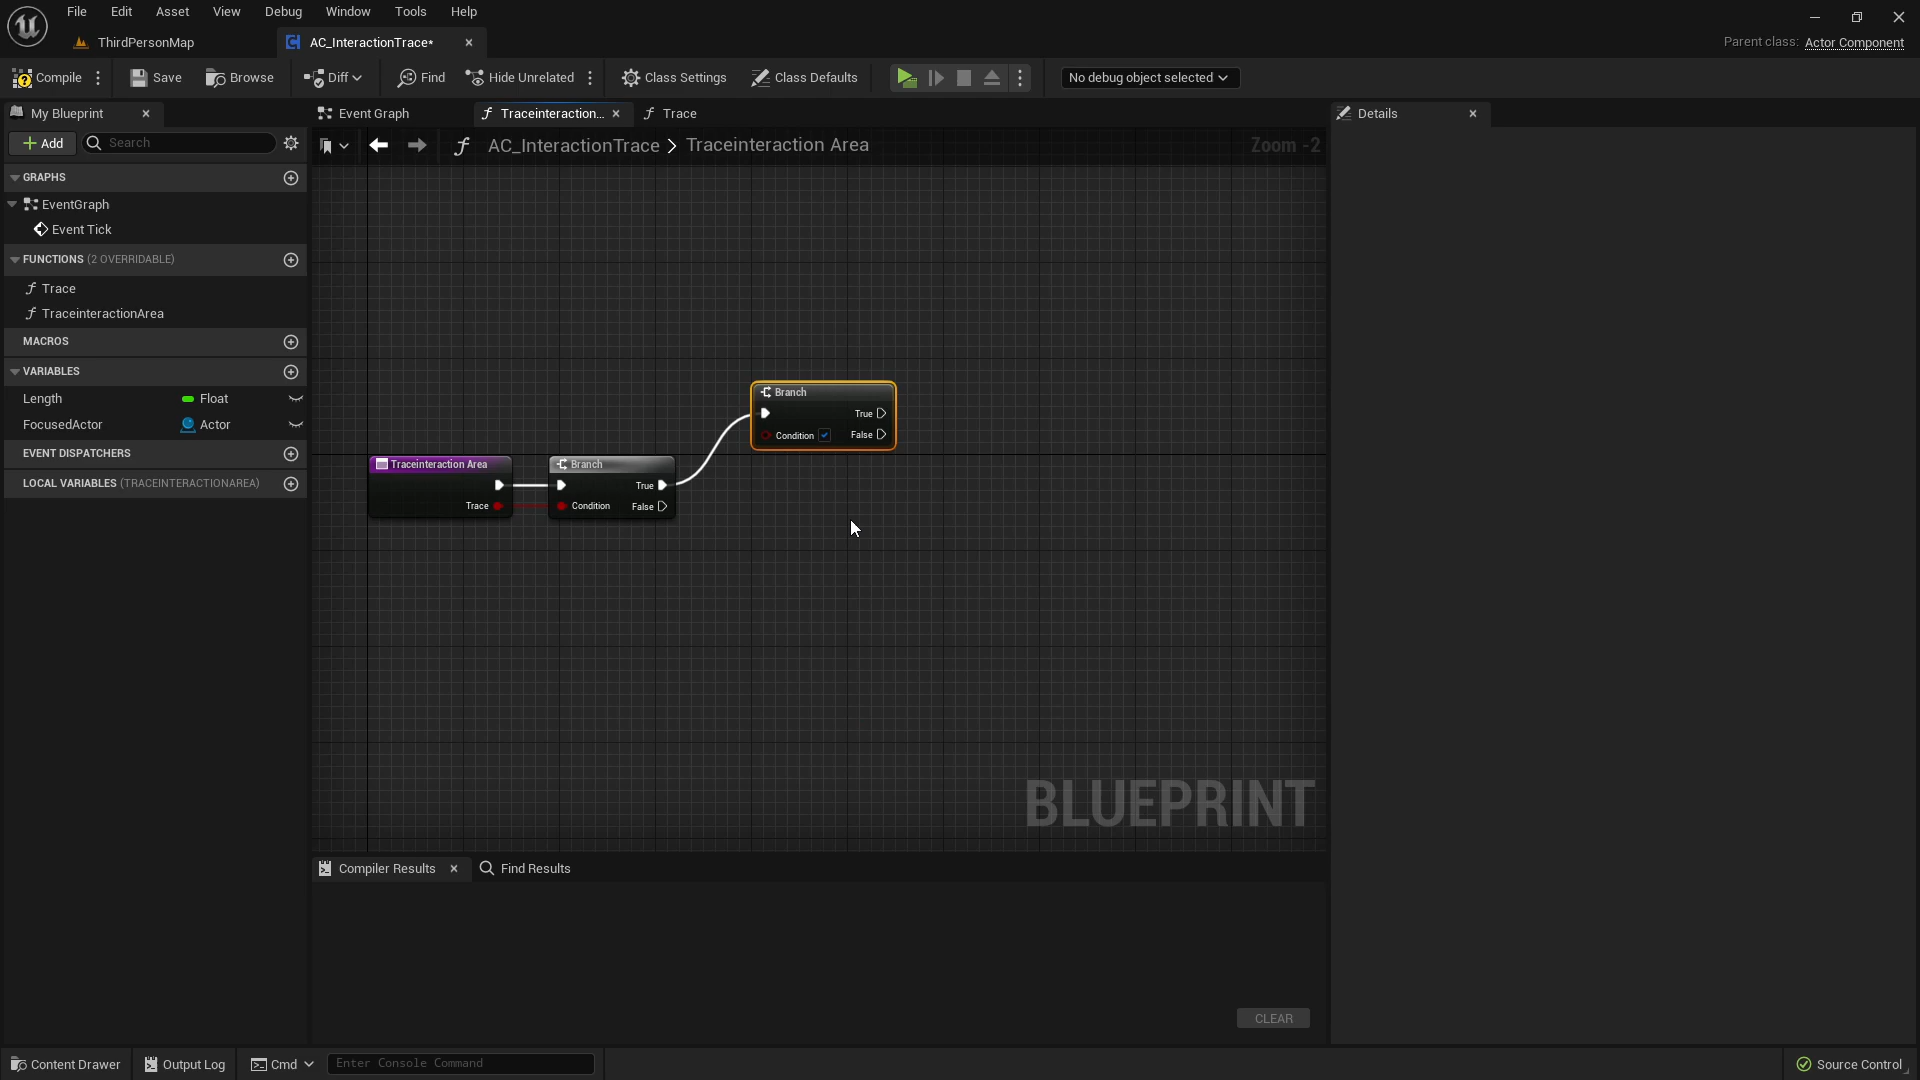 File Edit Asset View Debug Window Tools Help
ThirdPersonMap
AC_InteractionTrace*
Parent class: Actor Component
Compile Save Browse Diff Find Hide Unrelated Class Settings Class Defaults No debug object selected
My Blueprint
Event Graph
Traceinteraction...
Trace
Details
Add
Search
AC_InteractionTrace > Traceinteraction Area
Zoom -2
GRAPHS
EventGraph
Event Tick
FUNCTIONS (2 OVERRIDABLE)
Trace
TraceinteractionArea
MACROS
VARIABLES
Length Float
FocusedActor Actor
EVENT DISPATCHERS
LOCAL VARIABLES (TRACEINTERACTIONAREA)
Branch
True
Condition False
Traceinteraction Area
Trace
Branch
True
Condition False
BLUEPRINT
Compiler Results
Find Results
CLEAR
Content Drawer
Output Log
Cmd
Enter Console Command
Source Control